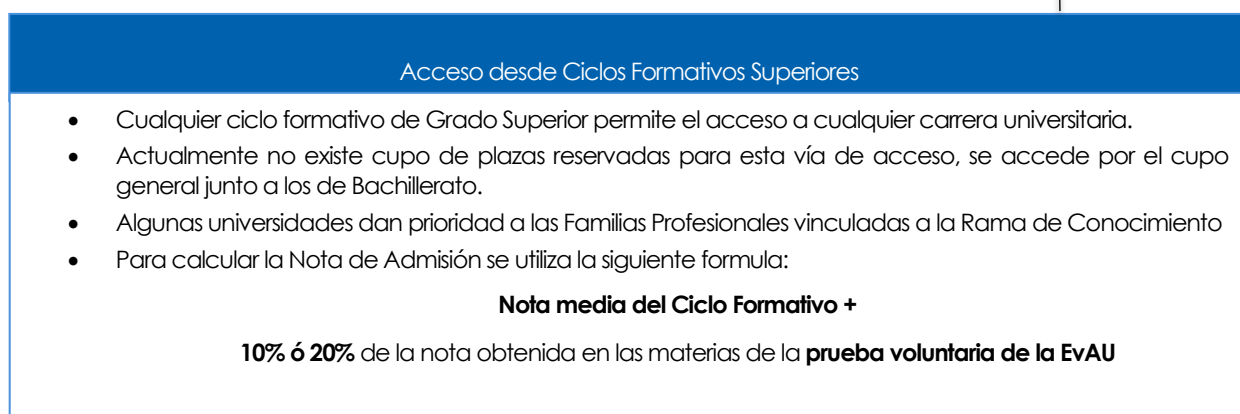 Acceso desde Ciclos Formativos Superiores
• Cualquier ciclo formativo de Grado Superior permite el acceso a cualquier carrera universitaria.
• Actualmente no existe cupo de plazas reservadas para esta vía de acceso, se accede por el cupo
general junto a los de Bachillerato.
• Algunas universidades dan prioridad a las Familias Profesionales vinculadas a la Rama de Conocimiento
• Para calcular la Nota de Admisión se utiliza la siguiente formula:
Nota media del Ciclo Formativo +
10% ó 20% de la nota obtenida en las materias de la prueba voluntaria de la EvAU